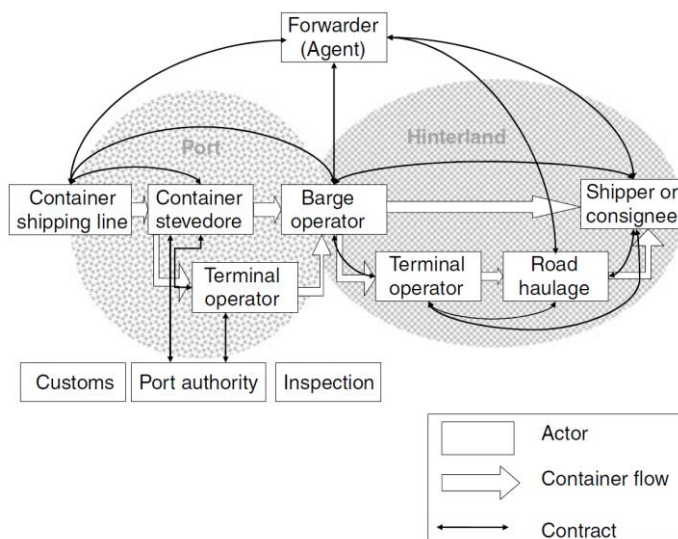 Forwarder
(Agent)
Port
Hinterland
Container
shipping line
Container
stevedore
Barge
operator
Shipper or
consignee
Terminal
operator
Terminal
operator
Road
haulage
Customs
Port authority
Inspection
Actor
Container flow
Contract